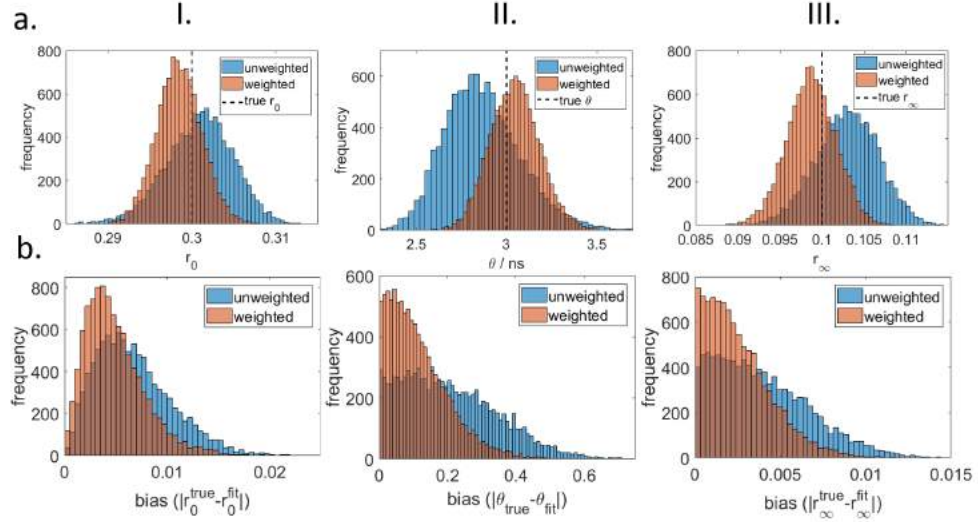 I.
II.
III.
a.
800
600
400
200
0
frequency
0.29
0.3
0.31
r0
unweighted
weighted
true r0
800
600
400
200
0
frequency
2.5
3
3.5
θ / ns
unweighted
weighted
true θ
800
600
400
200
0
frequency
0.085
0.09
0.095
0.1
0.105
0.11
r∞
unweighted
weighted
true r∞
b.
800
600
400
200
0
frequency
0
0.01
0.02
bias (|r0^true-r0^fit|)
unweighted
weighted
600
400
200
0
frequency
0
0.2
0.4
0.6
bias (|θtrue-θfit|)
unweighted
weighted
800
600
400
200
0
frequency
0
0.005
0.01
0.015
bias (|r∞^true-r∞^fit|)
unweighted
weighted